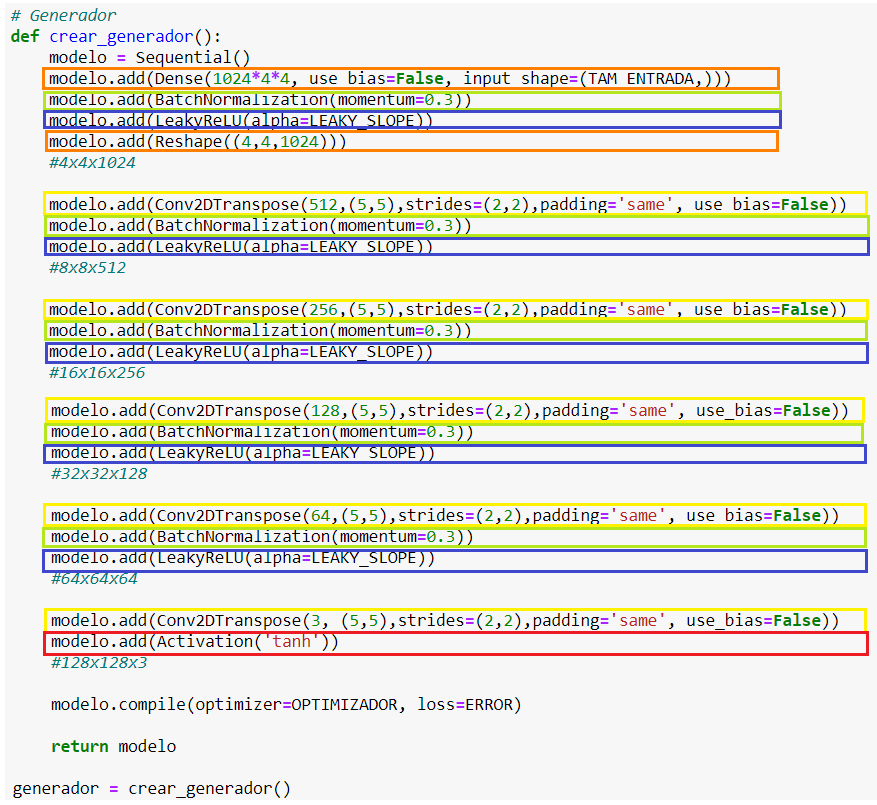 # Generador
def crear_generador():
modelo = Sequential()
modelo.add(Dense(1024*4*4, use_bias=False, input_shape=(TAM_ENTRADA,)))
modelo.add(BatchNormalization(momentum=0.3))
modelo.add(LeakyReLU(alpha=LEAKY_SLOPE))
modelo.add(Reshape((4,4,1024)))
#4x4x1024
modelo.add(Conv2DTranspose(512,(5,5),strides=(2,2),padding='same', use_bias=False))
modelo.add(BatchNormalization(momentum=0.3))
modelo.add(LeakyReLU(alpha=LEAKY_SLOPE))
#8x8x512
modelo.add(Conv2DTranspose(256,(5,5),strides=(2,2),padding='same', use_bias=False))
modelo.add(BatchNormalization(momentum=0.3))
modelo.add(LeakyReLU(alpha=LEAKY_SLOPE))
#16x16x256
modelo.add(Conv2DTranspose(128,(5,5),strides=(2,2),padding='same', use_bias=False))
modelo.add(BatchNormalization(momentum=0.3))
modelo.add(LeakyReLU(alpha=LEAKY_SLOPE))
#32x32x128
modelo.add(Conv2DTranspose(64,(5,5),strides=(2,2),padding='same', use_bias=False))
modelo.add(BatchNormalization(momentum=0.3))
modelo.add(LeakyReLU(alpha=LEAKY_SLOPE))
#64x64x64
modelo.add(Conv2DTranspose(3, (5,5),strides=(2,2),padding='same', use_bias=False))
modelo.add(Activation('tanh'))
#128x128x3
modelo.compile(optimizer=OPTIMIZADOR, loss=ERROR)
return modelo
generador = crear_generador()